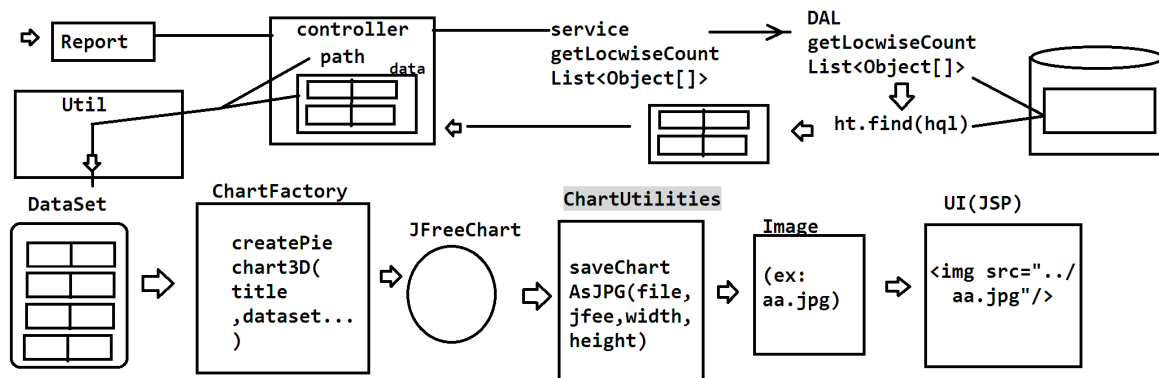 Report
controller
path
data
service
getLocwiseCount
List<Object[]>
DAL
getLocwiseCount
List<Object[]>
ht.find(hql)
Util
DataSet
ChartFactory
createPie
chart3D(
title
,dataset...
)
JFreeChart
ChartUtilities
saveChart
AsJPG(file,
jfee,width,
height)
Image
(ex:
aa.jpg)
UI(JSP)
<img src="../
aa.jpg"/>